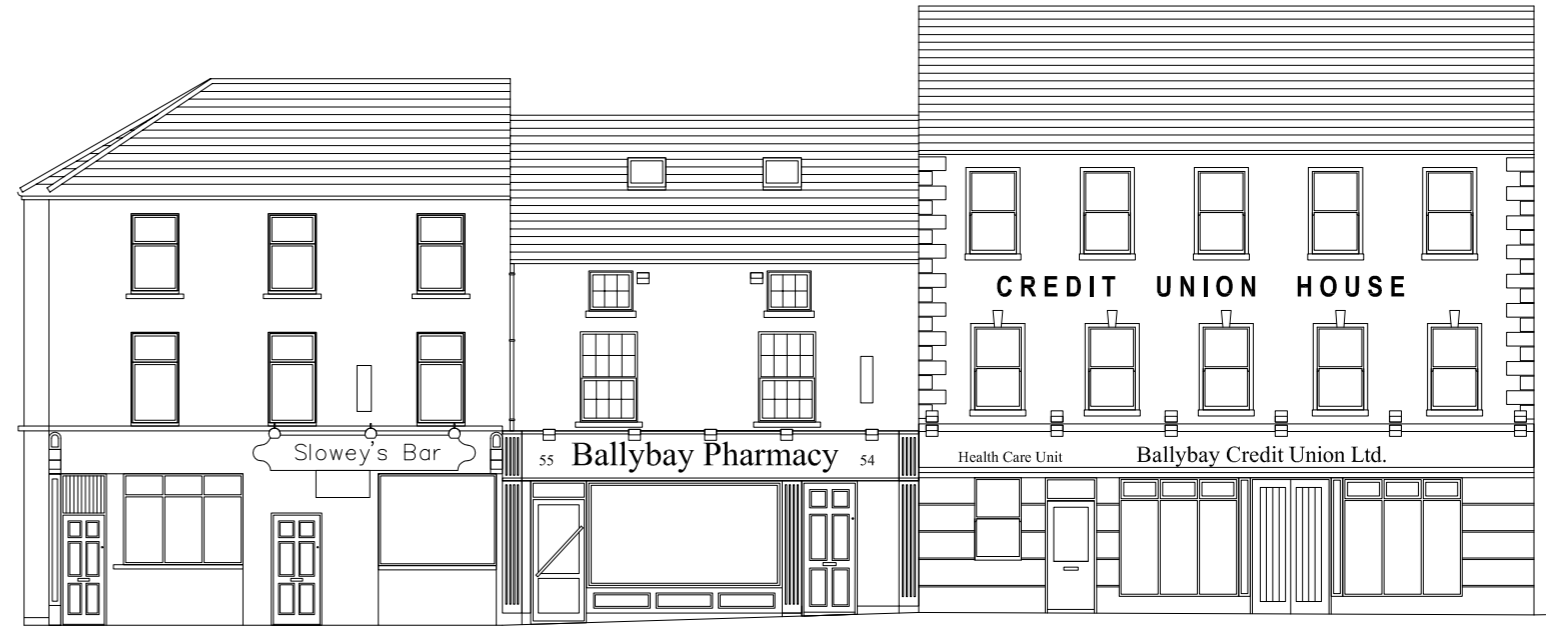 CREDIT UNION HOUSE
Slowey's Bar
55 Ballybay Pharmacy 54
Health Care Unit
Ballybay Credit Union Ltd.